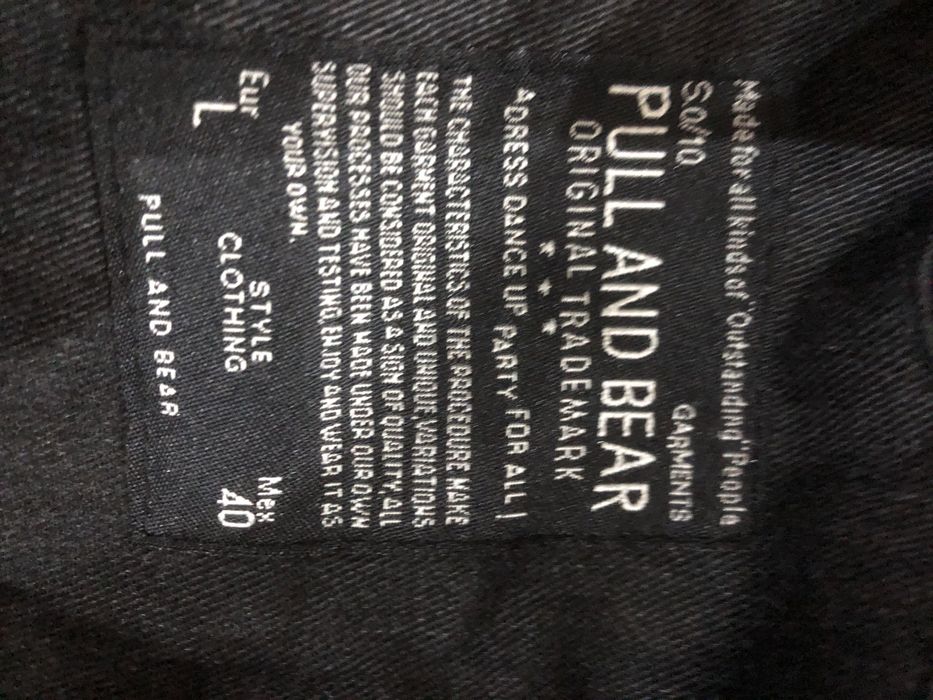 Made for all kinds of 'Outstanding' People
S.0/10 GARMENTS
PULL AND BEAR
ORIGINAL TRADEMARK
DRESS DANCE UP, PARTY FOR ALL
THE CHARACTERISTICS OF THE PROCEDURE MAKE
EACH GARMENT ORIGINAL AND UNIQUE, VARIATIONS
SHOULD BE CONSIDERED AS A SIGN OF QUALITY. ALL
OUR PROCESSES HAVE BEEN MADE UNDER OUR OWN
SUPERVISION AND TESTING. ENJOY AND WEAR IT AS
YOUR OWN.
Eur STYLE Mex
L CLOTHING 40
PULL AND BEAR